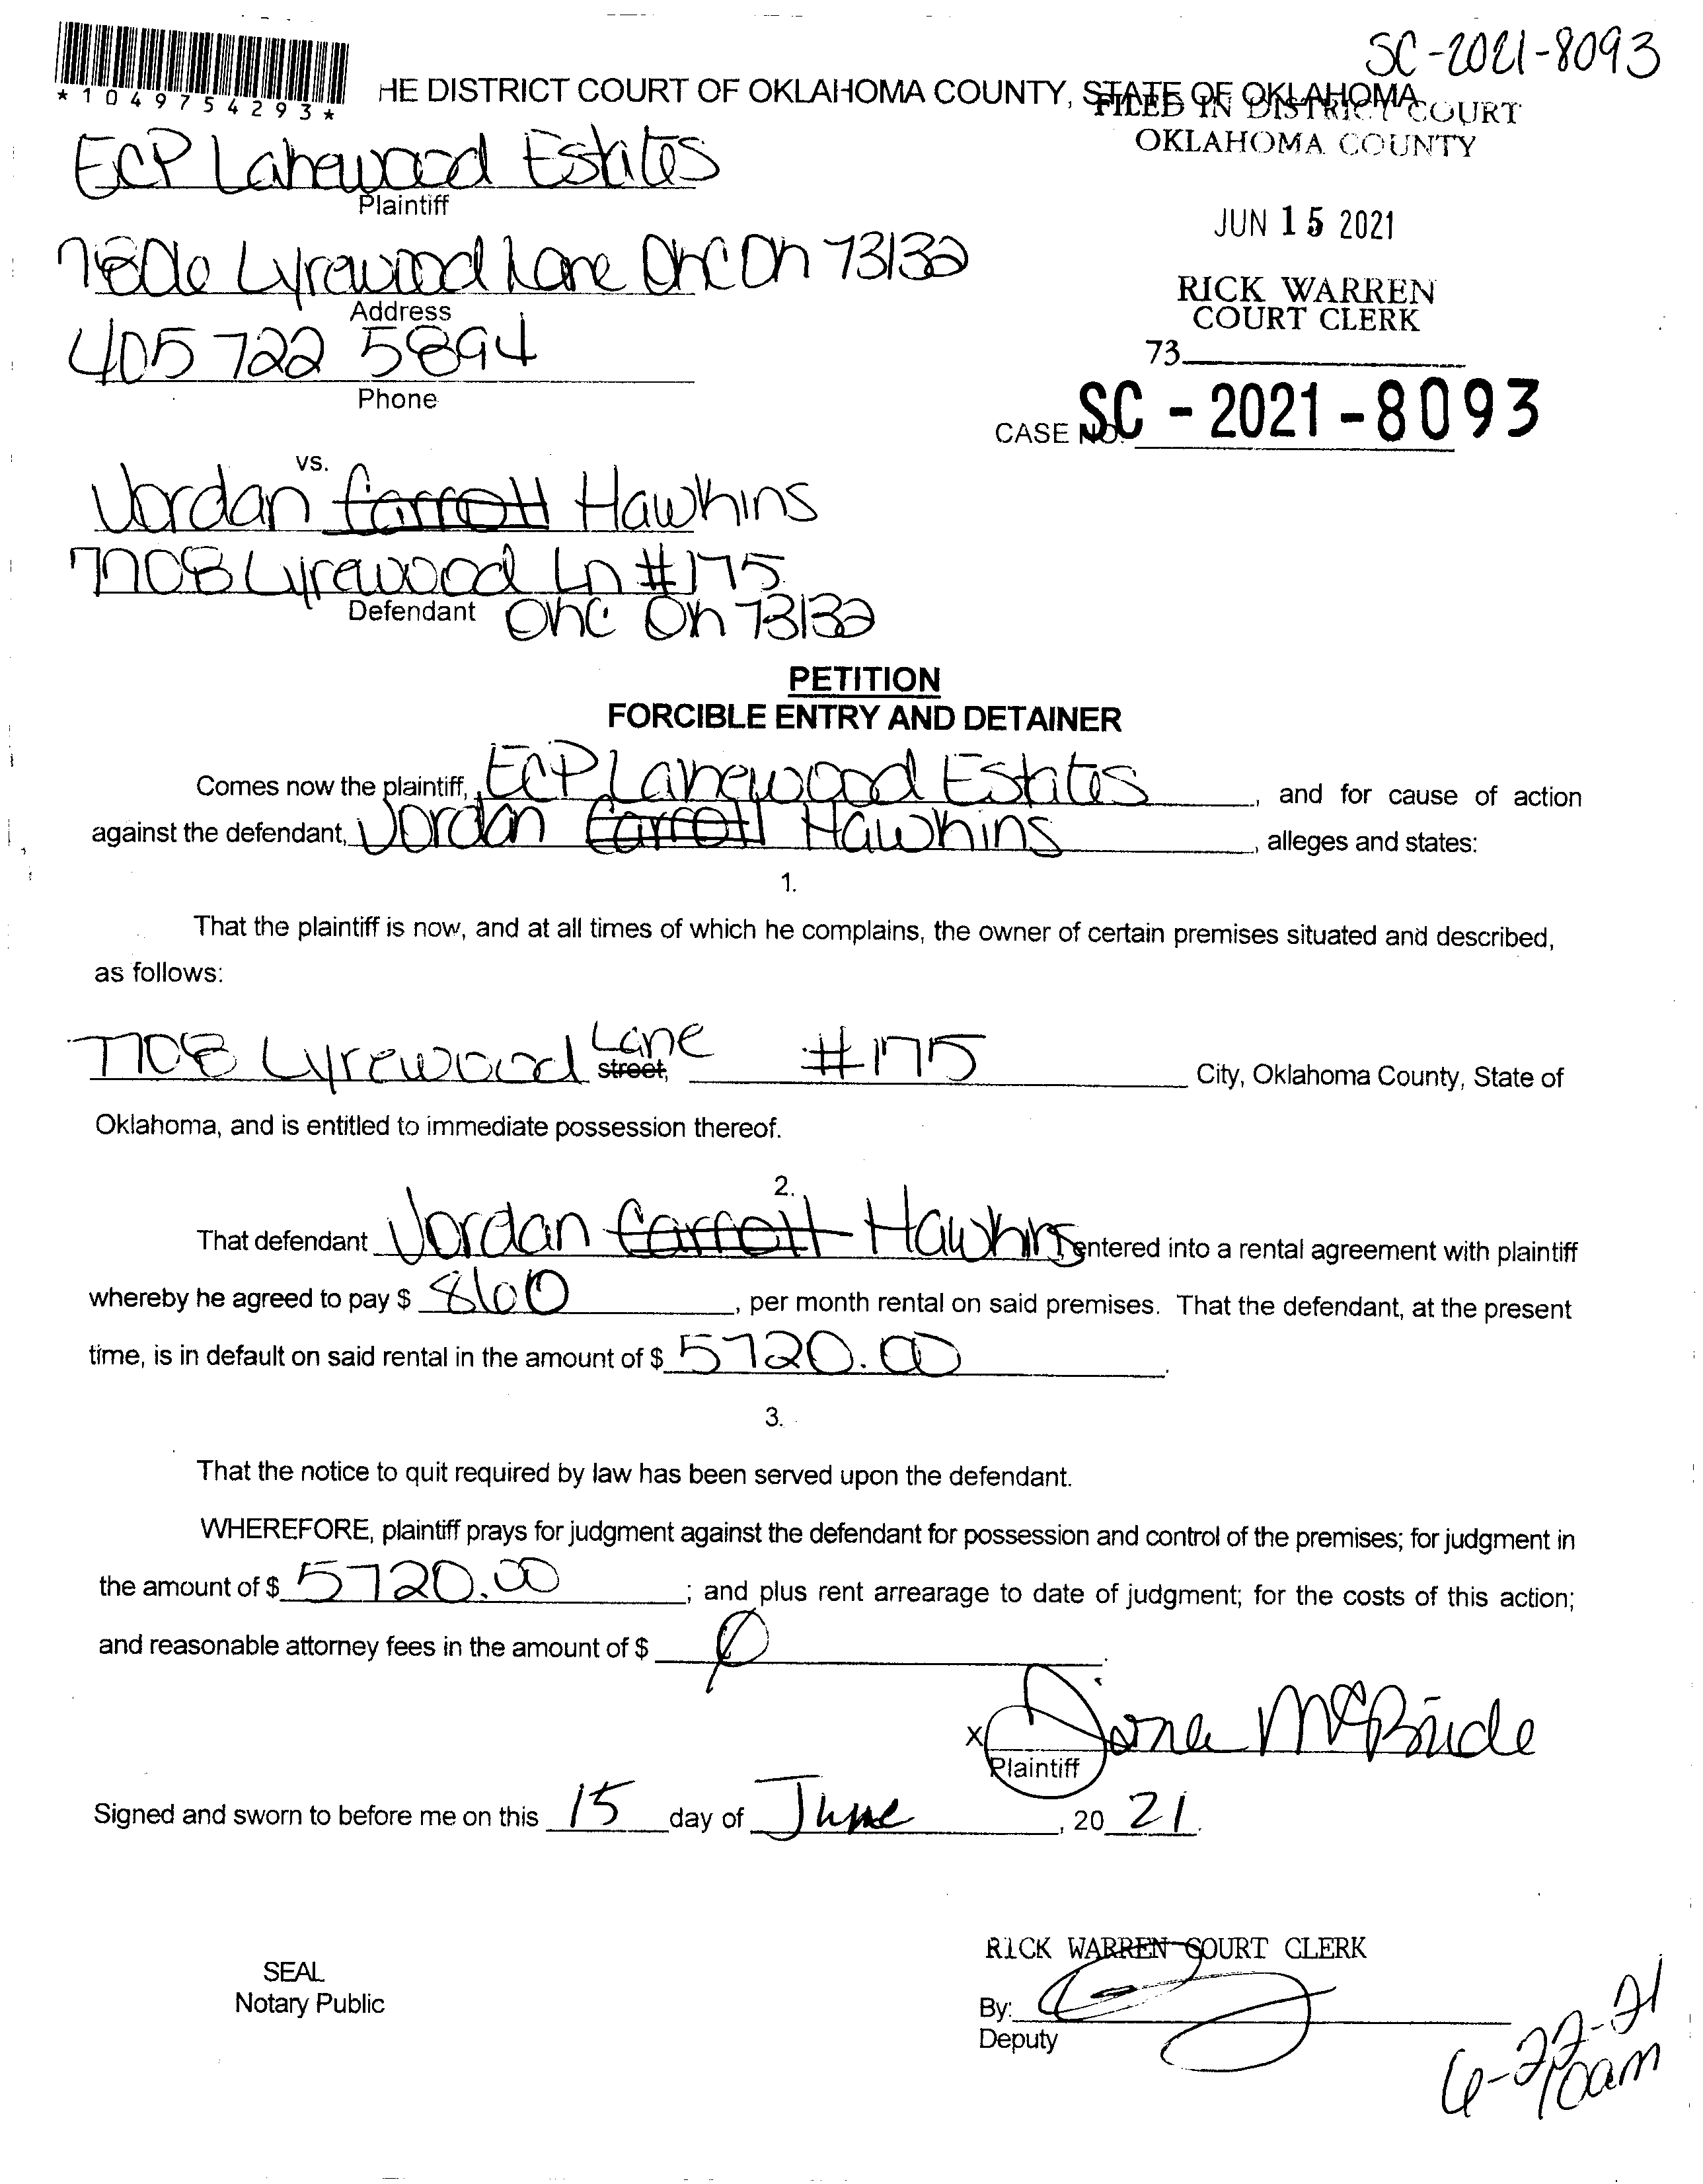 SC-2021-8093
*1049754293*
HE DISTRICT COURT OF OKLAHOMA COUNTY, STATE OF OKLAHOMA
FILED IN DISTRICT COURT
OKLAHOMA COUNTY
ECP Lakewood Estates
Plaintiff
JUN 15 2021
7806 Lyrewood Lane Okc Ok 73132
Address
RICK WARREN
COURT CLERK
405 722 5894
Phone
73
CASE NO. SC - 2021 - 8093
vs.
Jordan Garrott Hawkins
7708 Lyrewood Ln #175
Defendant
Okc Ok 73132
PETITION
FORCIBLE ENTRY AND DETAINER
Comes now the plaintiff, ECP Lakewood Estates, and for cause of action
against the defendant, Jordan Garrott Hawkins, alleges and states:
1.
That the plaintiff is now, and at all times of which he complains, the owner of certain premises situated and described,
as follows:
7708 Lyrewood street, Lane #175 City, Oklahoma County, State of
Oklahoma, and is entitled to immediate possession thereof.
2.
That defendant Jordan Garrott Hawkins entered into a rental agreement with plaintiff
whereby he agreed to pay $ 860, per month rental on said premises. That the defendant, at the present
time, is in default on said rental in the amount of $ 5720.00.
3.
That the notice to quit required by law has been served upon the defendant.
WHEREFORE, plaintiff prays for judgment against the defendant for possession and control of the premises; for judgment in
the amount of $ 5720.00; and plus rent arrearage to date of judgment; for the costs of this action;
and reasonable attorney fees in the amount of $ 0.
x Dona McBride
Plaintiff
Signed and sworn to before me on this 15 day of June, 20 21.
RICK WARREN COURT CLERK
SEAL
Notary Public
By:
Deputy
6-22-21
10am